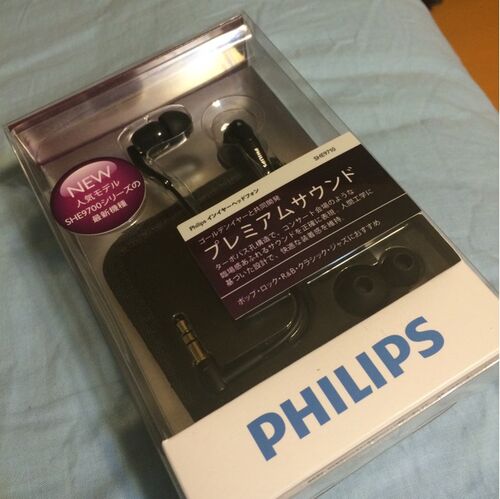 NEW
人気モデル
SHE9700シリーズの
最新機種
PHILIPS
Philips インイヤーヘッドフォン
SHE9710
ゴールデンイヤーと共同開発
プレミアムサウンド
ターボバス孔構造で、コンサート会場のような
臨場感あふれるサウンドを正確に表現。人間工学に
基づいた設計で、快適な装着感を維持。
ポップ・ロック・R&B・クラシック・ジャズにおすすめ
PHILIPS